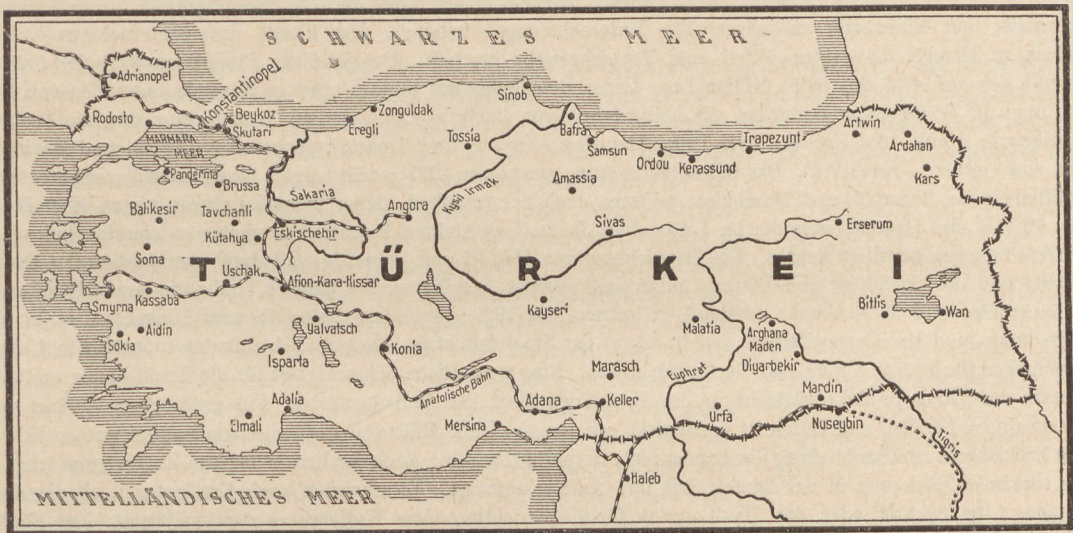 SCHWARZES MEER
Adrianopel
Konstantinopel
Beykoz
Skutari
Rodosto
MARMARA
MEER
Panderma
Brussa
Eregli
Zonguldak
Sinob
Tossia
Bafra
Samsun
Ordou
Kerassund
Trapezunt
Artwin
Ardahan
Kars
Amassia
Kysil Irmak
Sakaria
Angora
Balikesir
Tavchanli
Kütahya
Eskischehir
Sivas
Erserum
Soma
TÜRKEI
Uschak
Afion-Kara-Hissar
Smyrna
Kassaba
Kayseri
Bitlis
Wan
Aidin
Sokia
Yalvatsch
Malatia
Arghana
Maden
Diyarbekir
Isparta
Konia
Anatolische Bahn
Marasch
Euphrat
Adalia
Elmali
Adana
Keller
Mersina
Urfa
Mardin
Nuseybin
Tigris
Haleb
MITTELLÄNDISCHES MEER